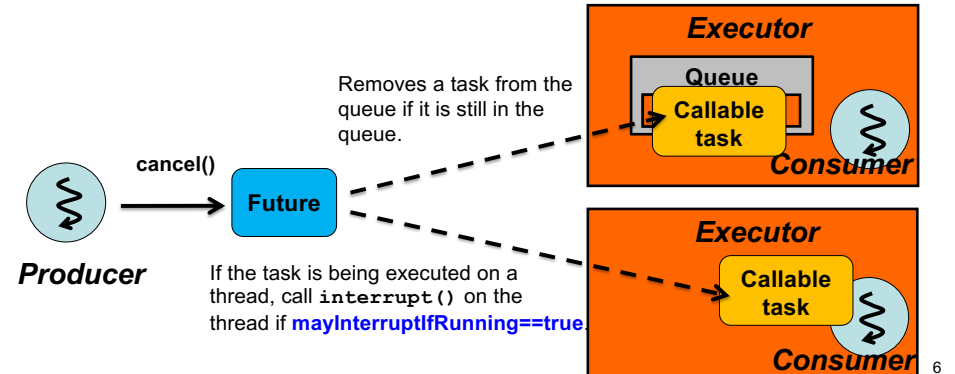 Executor
Queue
Callable
task
Consumer
Removes a task from the
queue if it is still in the
queue.
cancel()
Future
Producer
If the task is being executed on a
thread, call interrupt() on the
thread if mayInterruptIfRunning==true.
Executor
Callable
task
Consumer
6